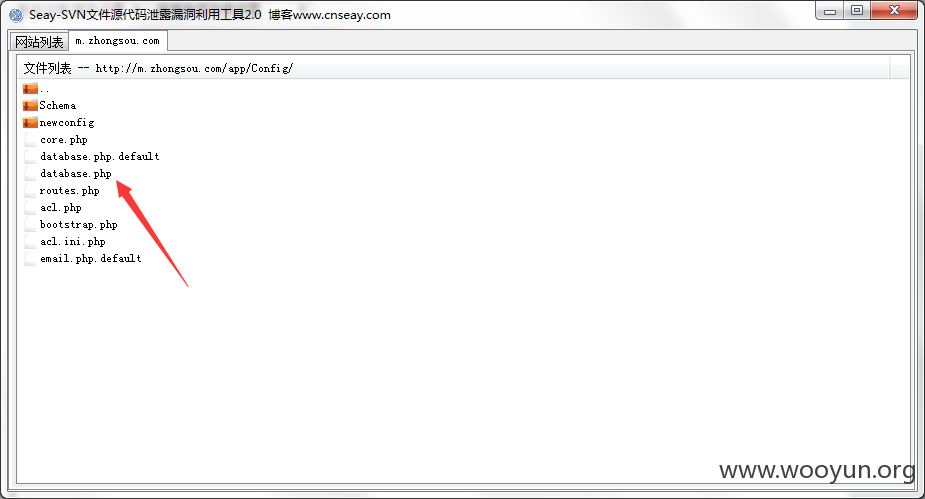 Seay-SVN文件源代码泄露漏洞利用工具2.0 博客www.cnseay.com
网站列表 m.zhongsou.com
文件列表 -- http://m.zhongsou.com/app/Config/
..
Schema
newconfig
core.php
database.php.default
database.php
routes.php
acl.php
bootstrap.php
acl.ini.php
email.php.default
www.wooyun.org